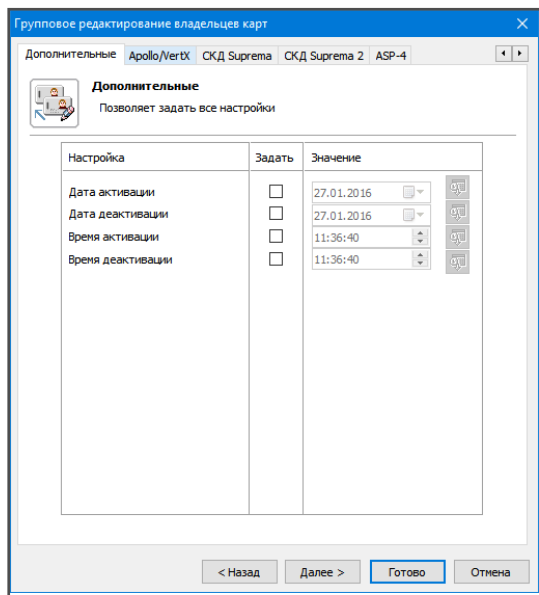 Групповое редактирование владельцев карт
Дополнительные Apollo/VertX СКД Suprema СКД Suprema 2 ASP-4
Дополнительные
Позволяет задать все настройки
Настройка Задать Значение
Дата активации 27.01.2016
Дата деактивации 27.01.2016
Время активации 11:36:40
Время деактивации 11:36:40
< Назад Далее > Готово Отмена